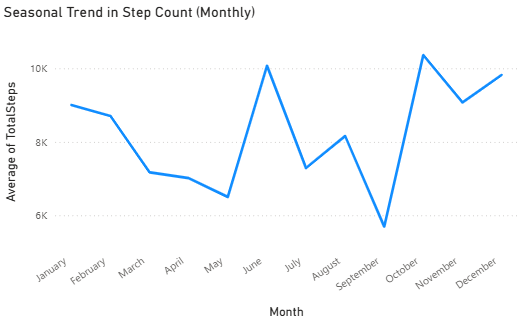 Seasonal Trend in Step Count (Monthly)
Average of TotalSteps
10K
8K
6K
January
February
March
April
May
June
July
August
September
October
November
December
Month